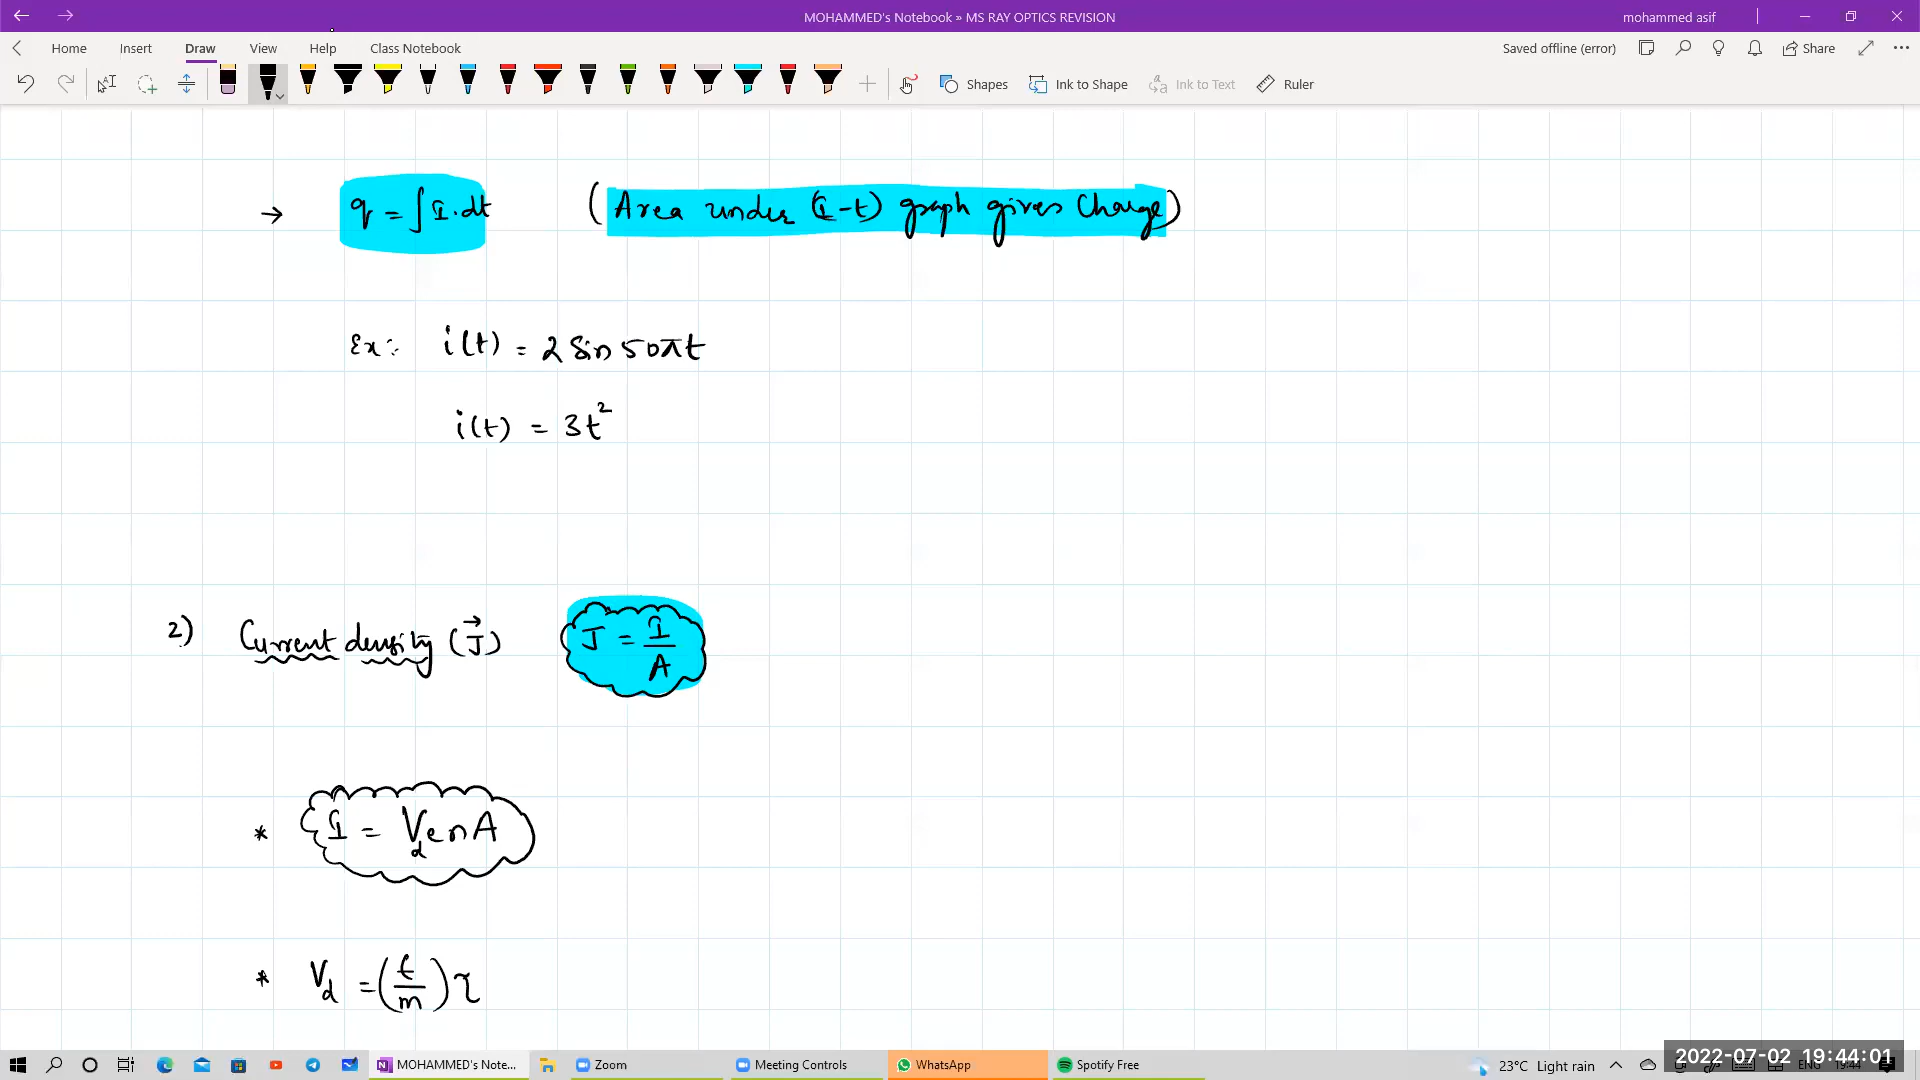 MOHAMMED's Notebook » MS RAY OPTICS REVISION
mohammed asif
Home Insert Draw View Help Class Notebook
Saved offline (error)
Share
Shapes
Ink to Shape
Ink to Text
Ruler
→ q = ∫ I. dt (Area under (I-t) graph gives Charge)
Ex: i(t) = 2 Sin 50πt
i(t) = 3t²
2) Current density (J⃗) J = I/A
* I = V_d e n A
* V_d = (f/m) τ
MOHAMMED's Note...
Zoom
Meeting Controls
WhatsApp
Spotify Free
23°C Light rain
2022-07-02 19:44:01